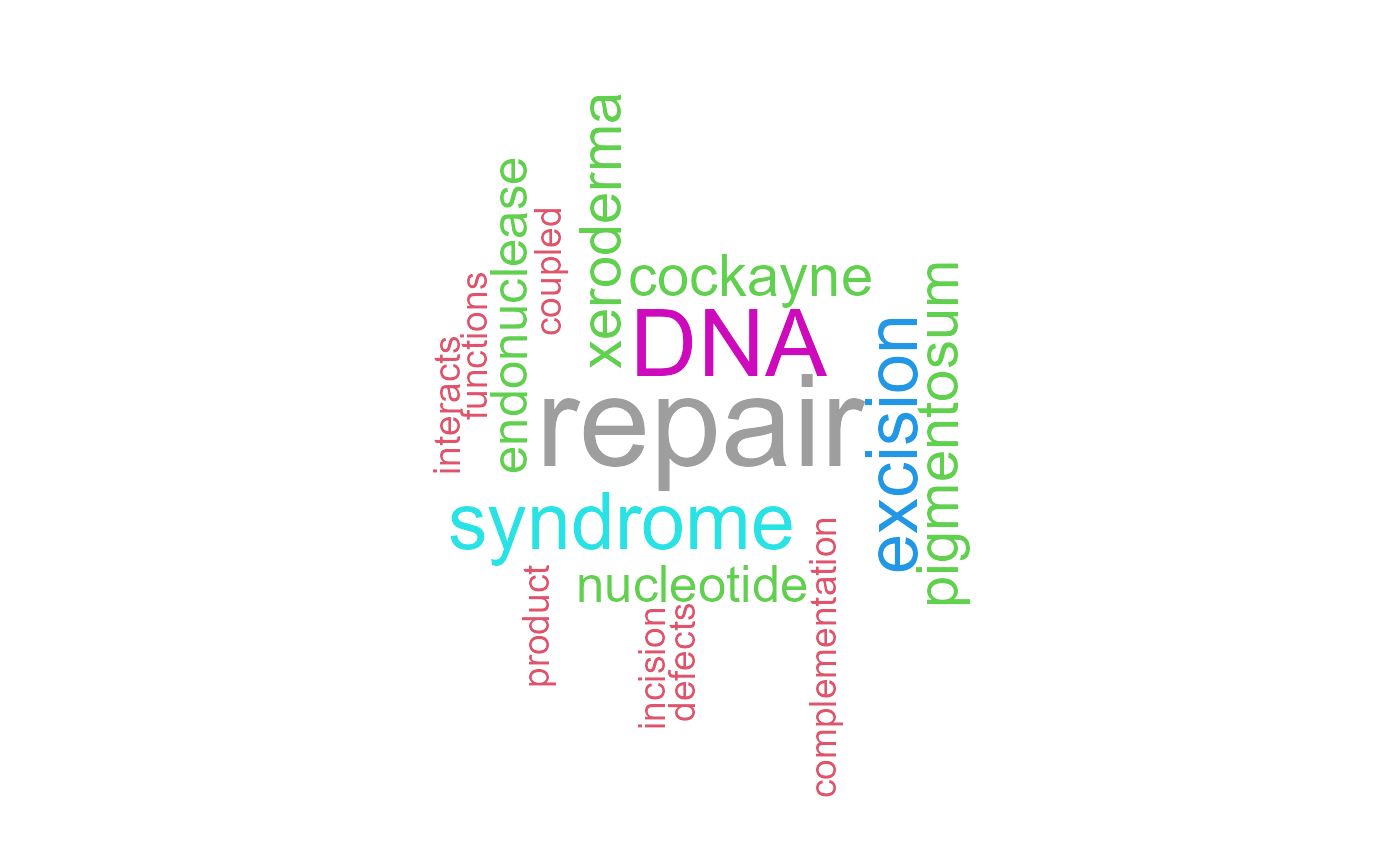 xeroderma
endonuclease
coupled
cockayne
functions
DNA
interacts
excision
pigmentosum
repair
syndrome
nucleotide
product
incision
defects
complementation